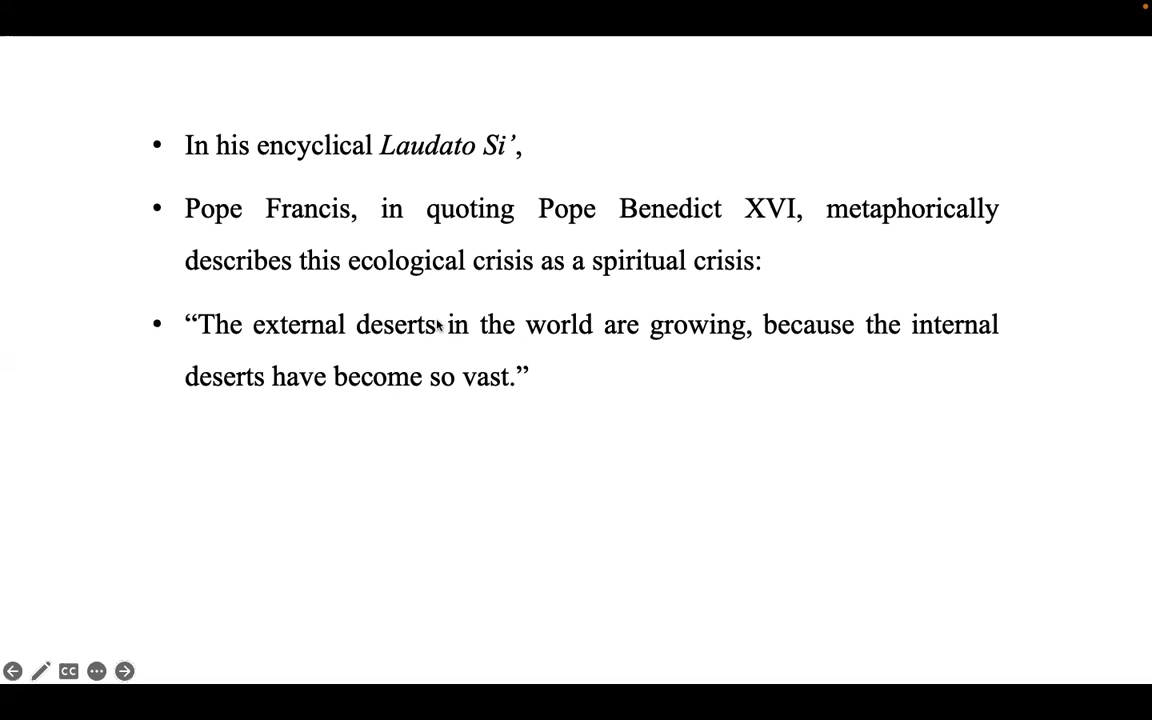 • In his encyclical Laudato Si’,
• Pope Francis, in quoting Pope Benedict XVI, metaphorically
describes this ecological crisis as a spiritual crisis:
• “The external deserts in the world are growing, because the internal
deserts have become so vast.”
CC